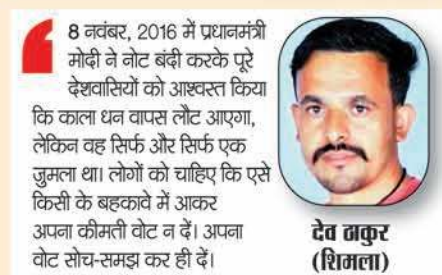 8 नवंबर, 2016 में प्रधानमंत्री
मोदी ने नोट बंदी करके पूरे
देशवासियों को आश्वस्त किया
कि काला धन वापस लौट आएगा,
लेकिन वह सिर्फ और सिर्फ एक
जुमला था। लोगों को चाहिए कि एसे
किसी के बहकावे में आकर
अपना कीमती वोट न दें। अपना
वोट सोच-समझ कर ही दें।
देव ठाकुर
(शिमला)